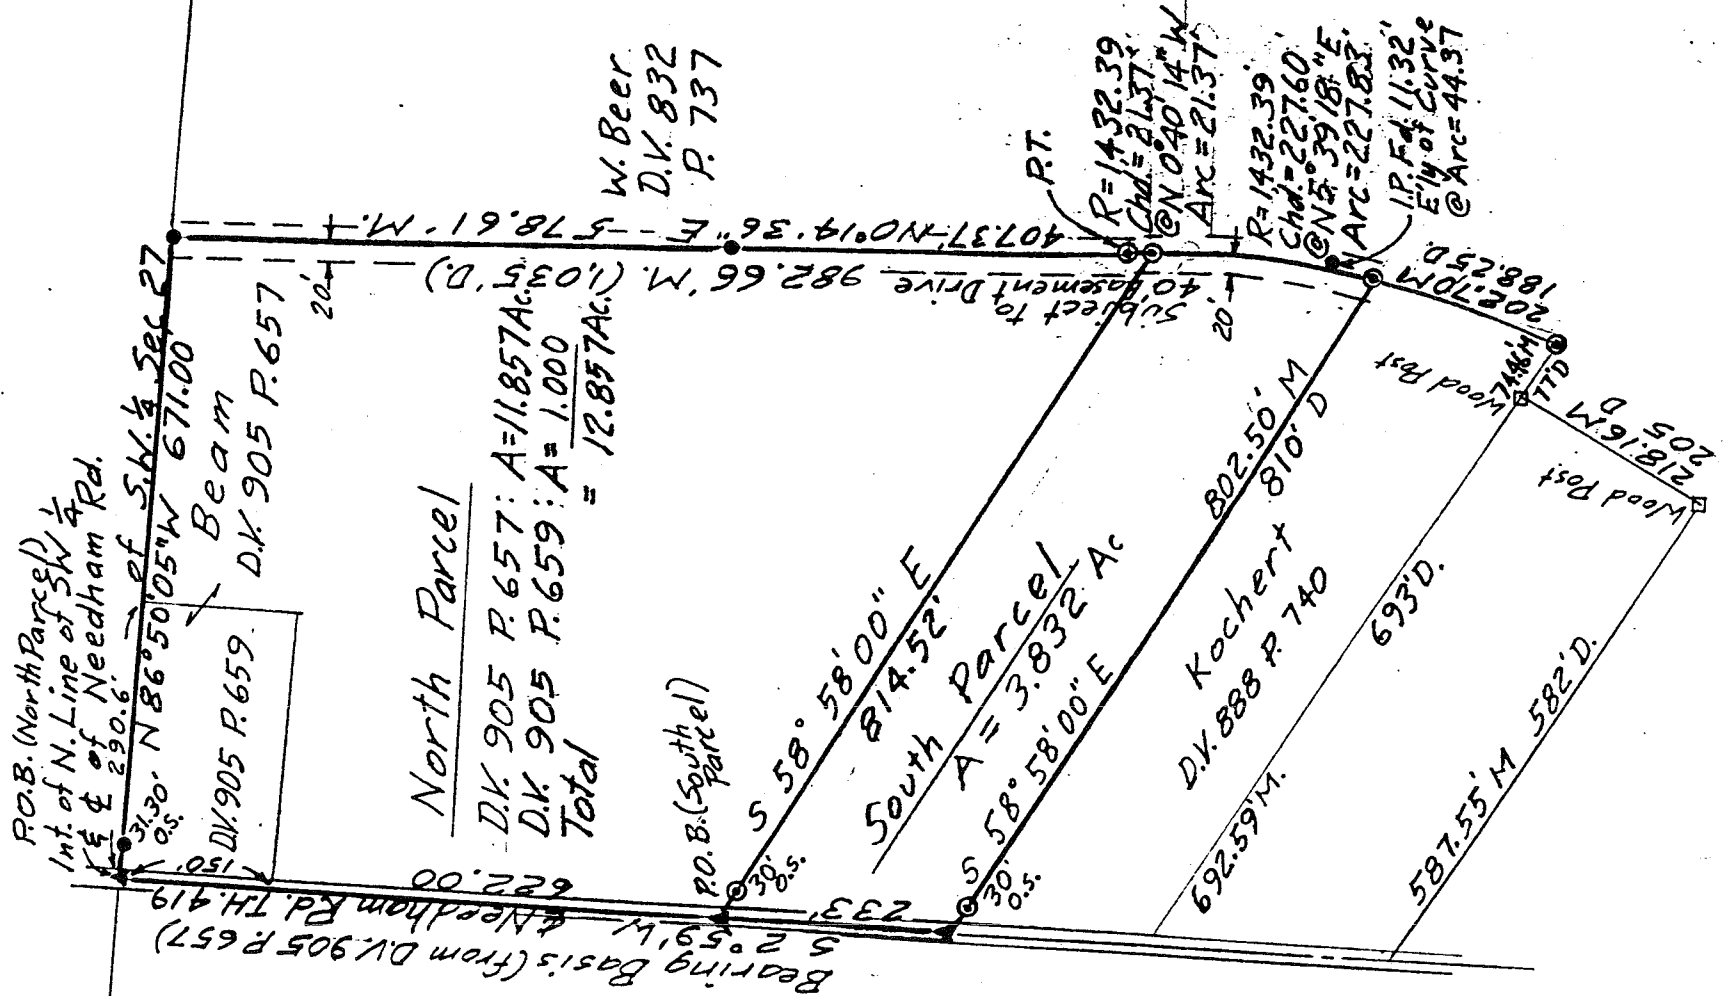 P.O.B. (North Parcel)
Int. of N. Line of SW ¼
& ℄ of Needham Rd.
290.6'
of S.W. ¼ Sec 27
N 86° 50' 05" W 671.00
31.30'
O.S.
150'
D.V. 905 P. 659.
Beam
D.V. 905 P. 657
20'
North Parcel
D.V. 905 P. 657: A=11.857 Ac.
D.V. 905 P. 659: A= 1.000
Total = 12.857 Ac.
W. Beer
D.V. 832
P. 737
407.37' N 0° 14' 36" E 578.61' M.
982.66' M. (1,035' D.)
Subject to
40' Easement Drive
20'
P.T.
R=1432.39'
Chd.=21.37'
@ N 0° 40' 14" W
Arc=21.37'
R=1432.39'
Chd.=227.60'
@ N 5° 39' 18" E
Arc=227.83'
I.P. Fd. 11.32'
E'ly of Curve
@ Arc=44.37
202.70 M
188.25 D.
74.46' M
77' D
Wood Post
218.16 M
205 D
Wood Post
S 58° 58' 00" E
814.52'
P.O.B. (South
Parcel)
30'
O.S.
South Parcel
A = 3.832 Ac
S 58° 58' 00" E
802.50' M
810' D
30'
O.S.
Kochert
D.V. 888 P. 740
692.59' M.
693' D.
587.55' M
582' D.
622.00
233'
℄ Needham Rd. T.H. 419
S 2° 59' W
Bearing Basis (from D.V. 905 P. 657)